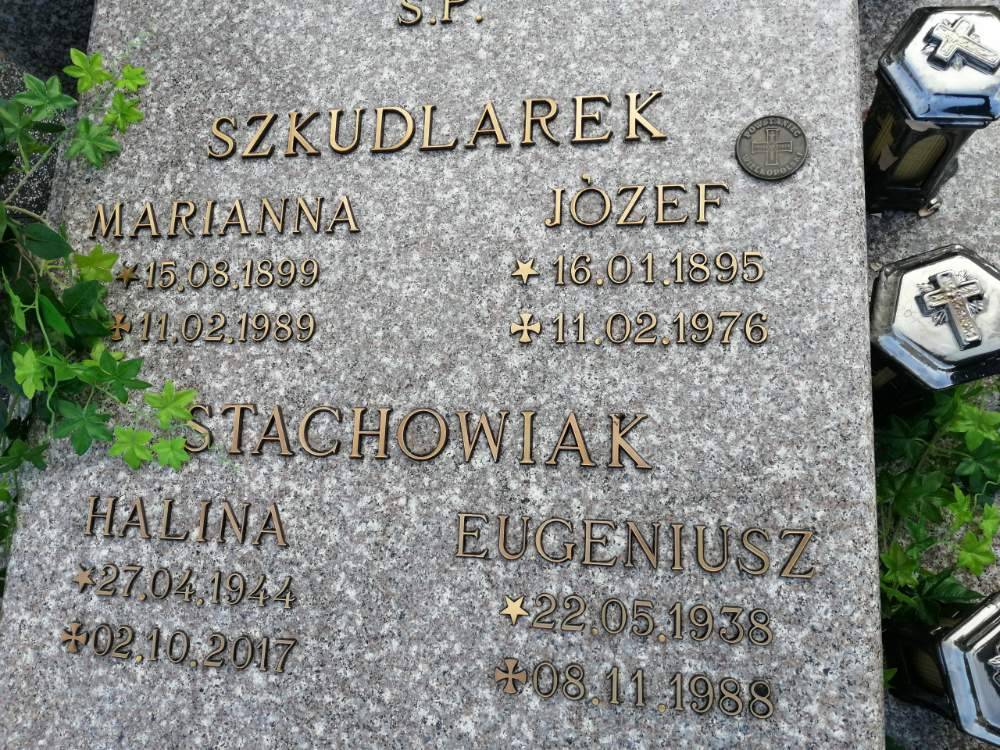 Ś.P.
SZKUDLAREK
MARIANNA JÓZEF
15.08.1899 16.01.1895
11.02.1989 11.02.1976
STACHOWIAK
HALINA EUGENIUSZ
27.04.1944 22.05.1938
02.10.2017 08.11.1988